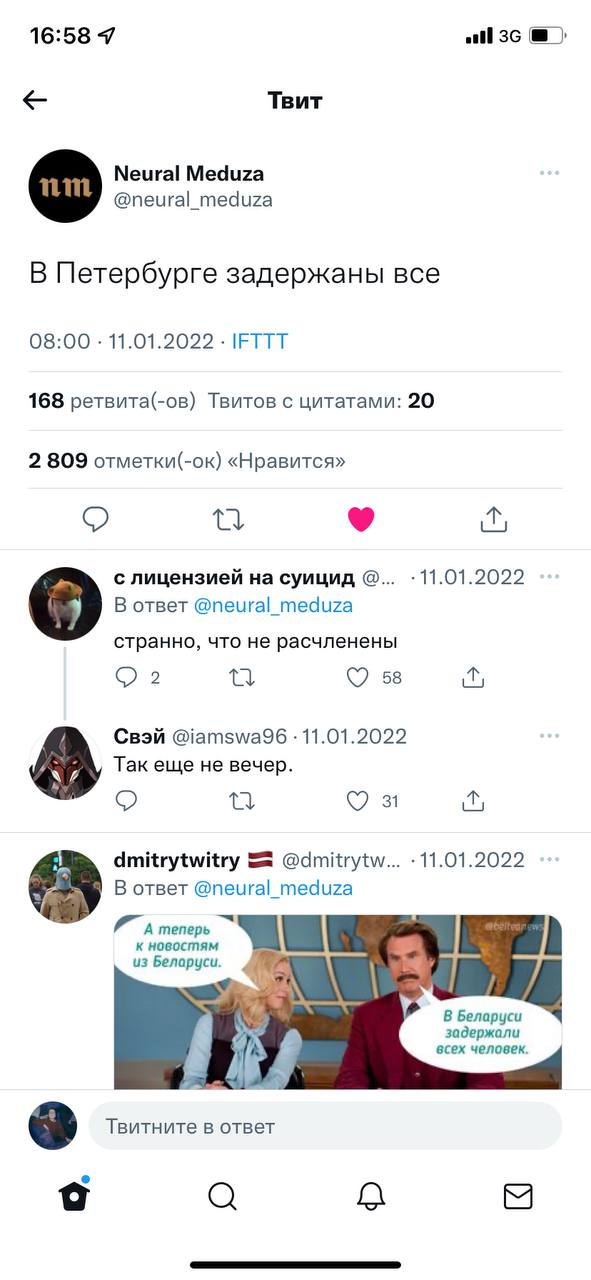 16:58
3G
Твит
nm
Neural Meduza
@neural_meduza
В Петербурге задержаны все
08:00 · 11.01.2022 · IFTTT
168 ретвита(-ов) Твитов с цитатами: 20
2 809 отметки(-ок) «Нравится»
с лицензией на суицид @... · 11.01.2022
В ответ @neural_meduza
странно, что не расчленены
2
58
Свэй @iamswa96 · 11.01.2022
Так еще не вечер.
31
dmitrytwitry @dmitrytw... · 11.01.2022
В ответ @neural_meduza
@beltednews
А теперь
к новостям
из Беларуси.
В Беларуси
задержали
всех человек.
Твитните в ответ